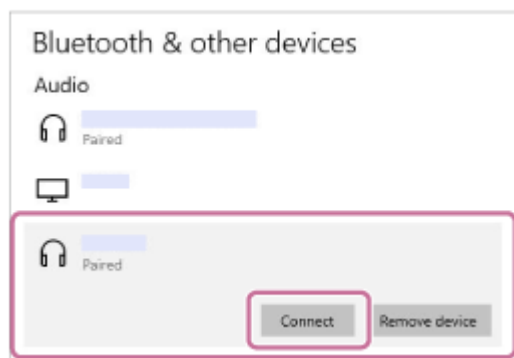 Bluetooth & other devices
Audio
Paired
Paired
Connect
Remove device